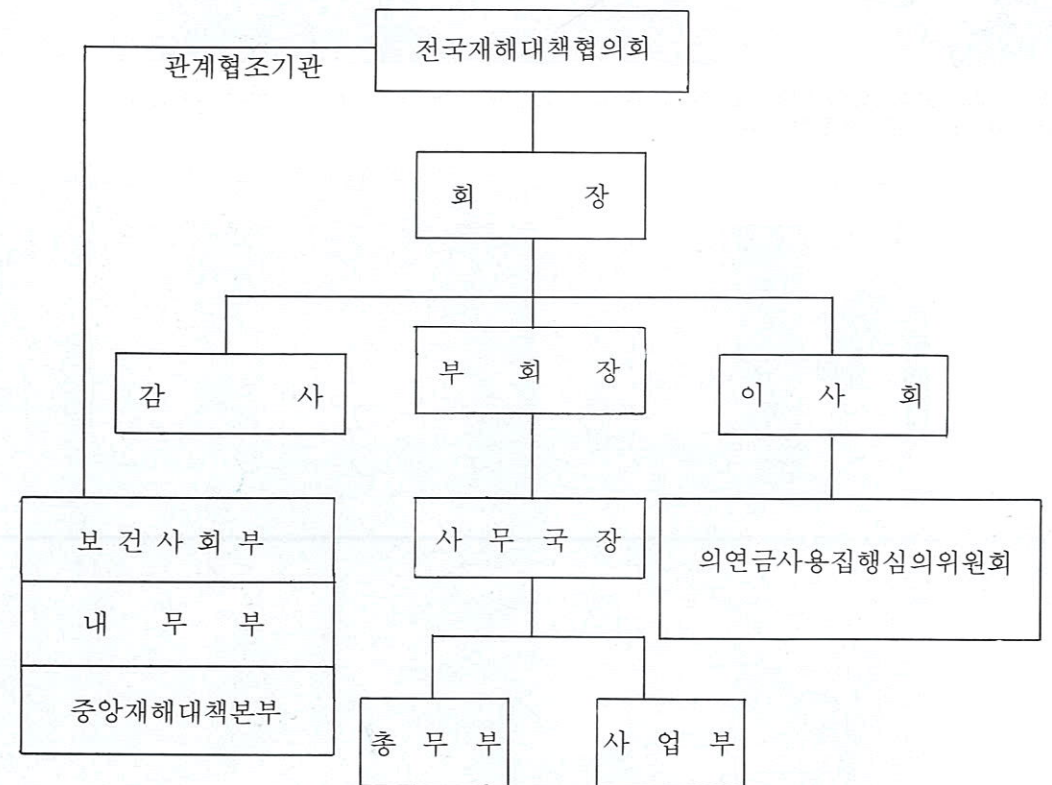 전국재해대책협의회
관계협조기관
회 장
감 사
부 회 장
이 사 회
보건사회부
내 무 부
중앙재해대책본부
사 무 국 장
의연금사용집행심의위원회
총 무 부
사 업 부